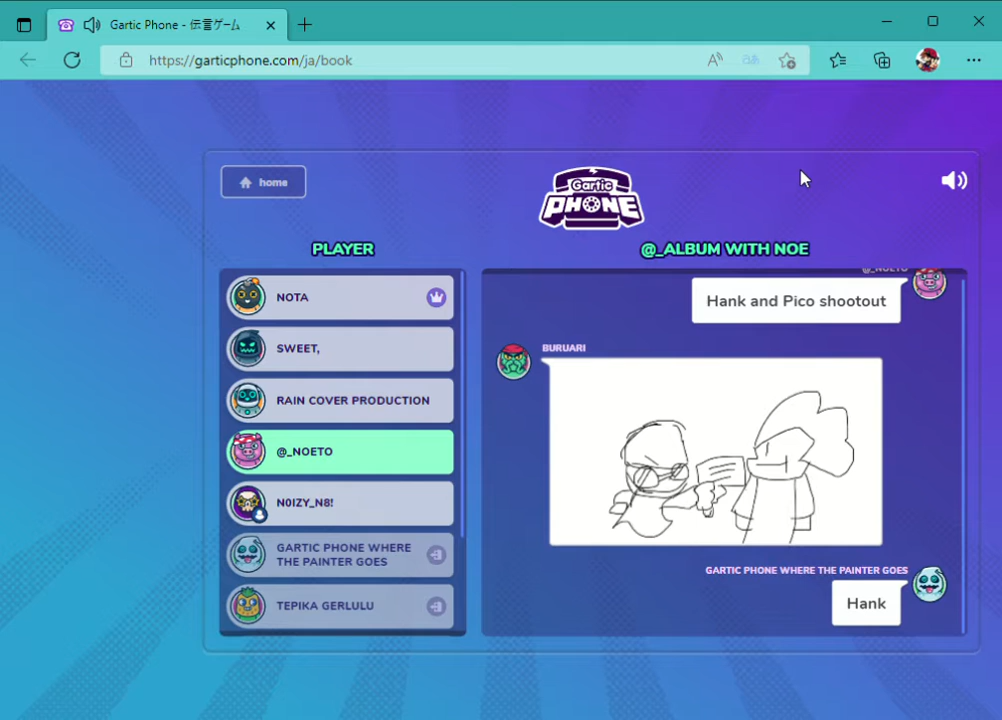 Gartic Phone - 伝言ゲーム
https://garticphone.com/ja/book
home
Gartic
PHONE
PLAYER
@_ALBUM WITH NOE
NOTA
SWEET,
RAIN COVER PRODUCTION
@_NOETO
N0IZY_N8!
GARTIC PHONE WHERE
THE PAINTER GOES
TEPIKA GERLULU
@_NOETO
Hank and Pico shootout
BURUARI
GARTIC PHONE WHERE THE PAINTER GOES
Hank